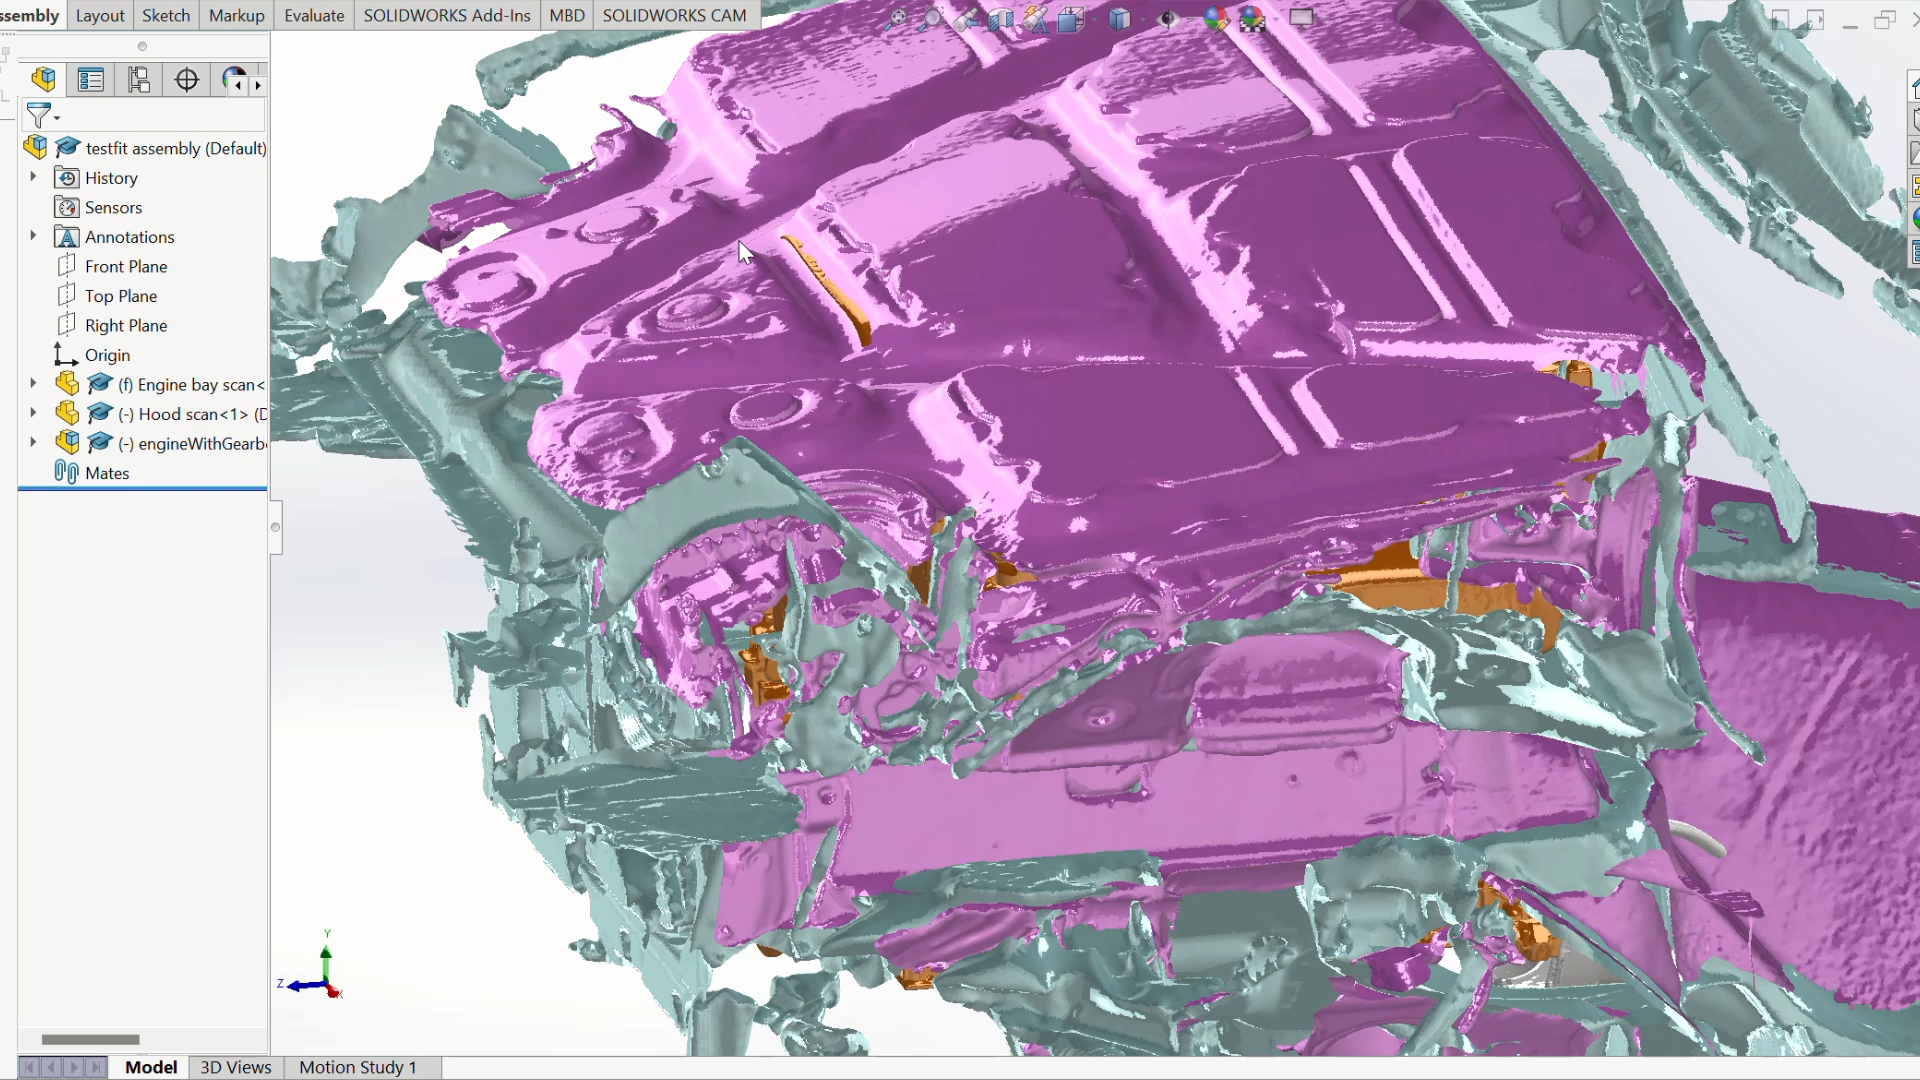 ssembly Layout Sketch Markup Evaluate SOLIDWORKS Add-Ins MBD SOLIDWORKS CAM
testfit assembly (Default)
History
Sensors
Annotations
Front Plane
Top Plane
Right Plane
Origin
(f) Engine bay scan<
(-) Hood scan<1> (D
(-) engineWithGearb
Mates
Y
Z
X
Model 3D Views Motion Study 1